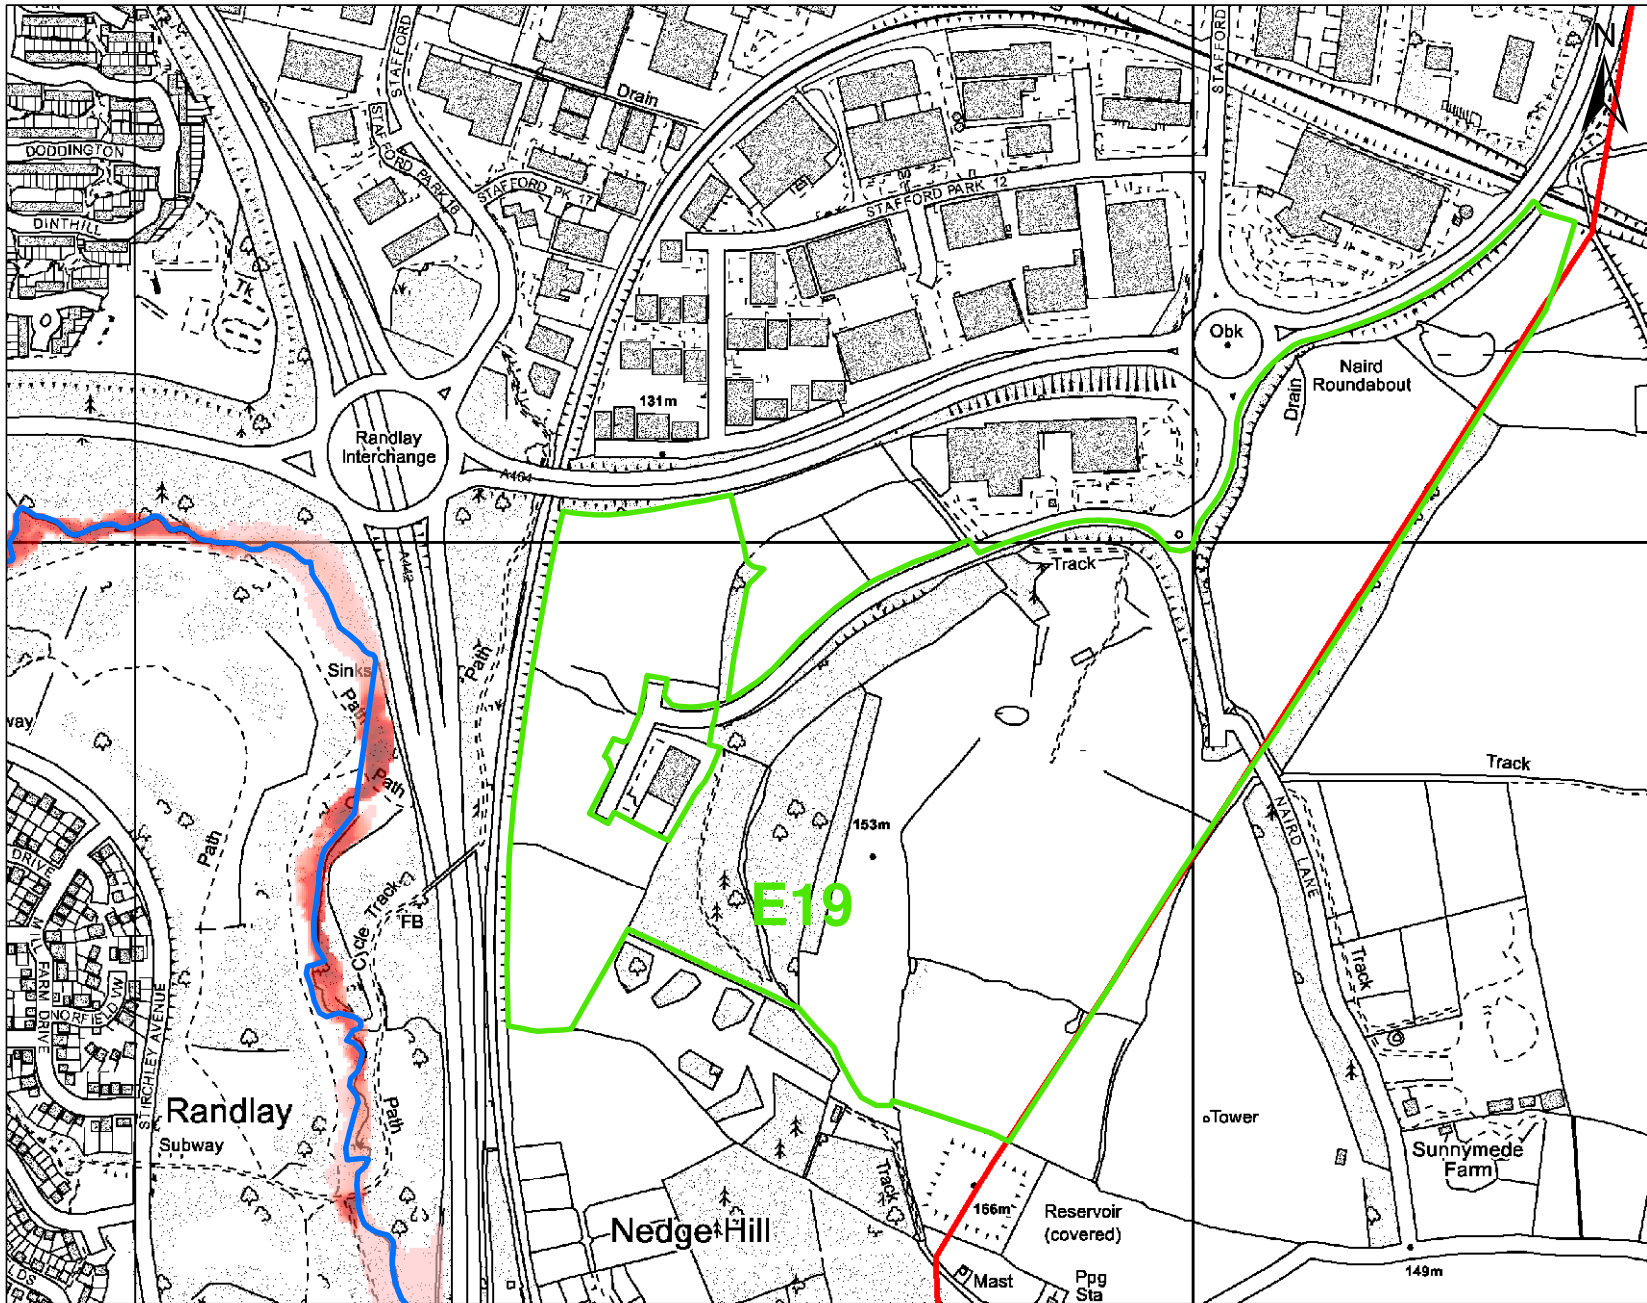 N
STAFFORD
STAFFORD
Drain
DODDINGTON
STAFFORD PARK 18
STAFFORD PK 17
STAFFORD PARK 12
DINTHILL
Tk
Obk
Naird
Roundabout
Drain
131m
Randlay
Interchange
A464
A442
Track
Sinks
Path
Path
Path
way
Track
Path
153m
NAIRD LANE
DRIVE
E19
Cycle Track
FB
MILL
FARM DRIVE
NORFIELD VW
STIRCHLEY AVENUE
Track
Randlay
Subway
Path
Tower
Sunnymede
Farm
Track
166m
Reservoir
(covered)
Nedge Hill
149m
Mast
Ppg
Sta